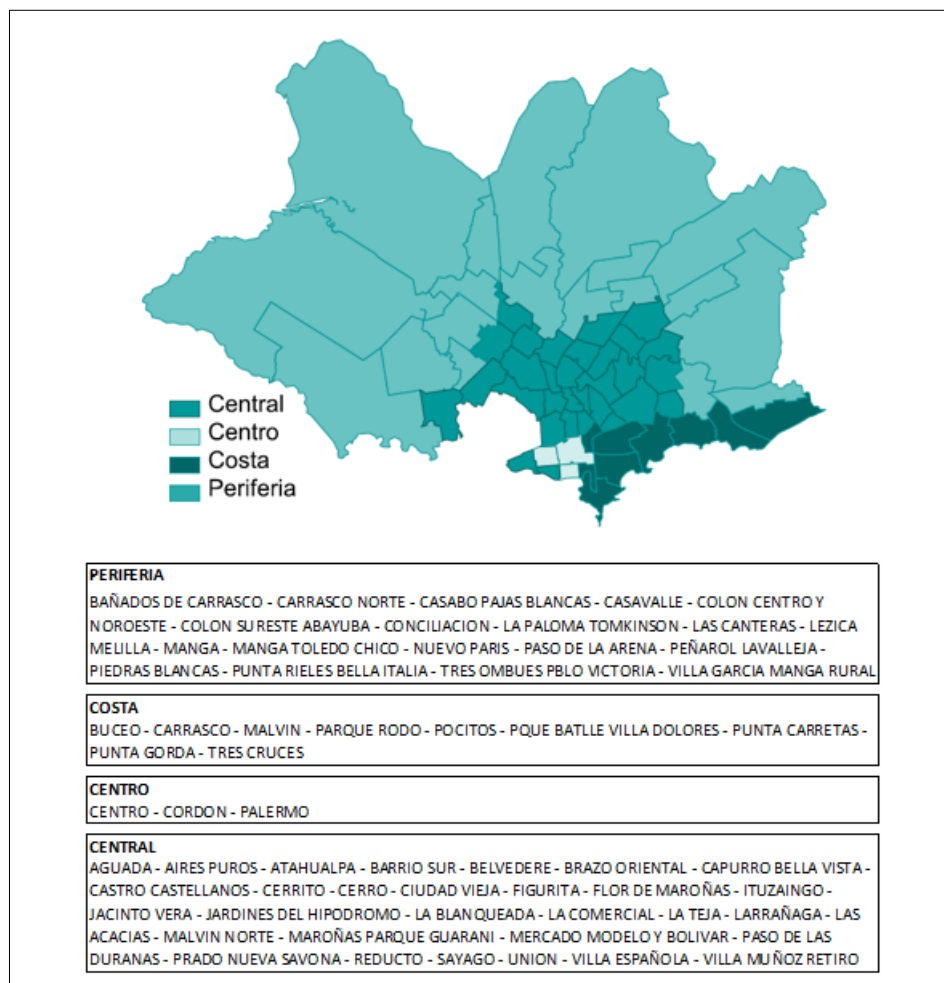 Central
Centro
Costa
Periferia
PERIFERIA
BAÑADOS DE CARRASCO - CARRASCO NORTE - CASABO PAJAS BLANCAS - CASAVALLE - COLON CENTRO Y
NOROESTE - COLON SURESTE ABAYUBA - CONCILIACION - LA PALOMA TOMKINSON - LAS CANTERAS - LEZICA
MELILLA - MANGA - MANGA TOLEDO CHICO - NUEVO PARIS - PASO DE LA ARENA - PEÑAROL LAVALLEJA -
PIEDRAS BLANCAS - PUNTA RIELES BELLA ITALIA - TRES OMBUES PBLO VICTORIA - VILLA GARCIA MANGA RURAL
COSTA
BUCEO - CARRASCO - MALVIN - PARQUE RODO - POCITOS - PQUE BATLLE VILLA DOLORES - PUNTA CARRETAS -
PUNTA GORDA - TRES CRUCES
CENTRO
CENTRO - CORDON - PALERMO
CENTRAL
AGUADA - AIRES PUROS - ATAHUALPA - BARRIO SUR - BELVEDERE - BRAZO ORIENTAL - CAPURRO BELLA VISTA -
CASTRO CASTELLANOS - CERRITO - CERRO - CIUDAD VIEJA - FIGURITA - FLOR DE MAROÑAS - ITUZAINGO -
JACINTO VERA - JARDINES DEL HIPODROMO - LA BLANQUEADA - LA COMERCIAL - LA TEJA - LARRAÑAGA - LAS
ACACIAS - MALVIN NORTE - MAROÑAS PARQUE GUARANI - MERCADO MODELO Y BOLIVAR - PASO DE LAS
DURANAS - PRADO NUEVA SAVONA - REDUCTO - SAYAGO - UNION - VILLA ESPAÑOLA - VILLA MUÑOZ RETIRO